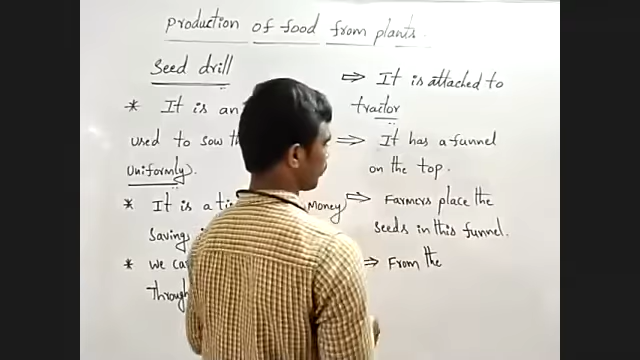 Production of food from plants.
Seed drill
* It is an
used to sow th
Uniformly).
* It is a ti Money)
Savings
* We ca
Through
⇒ It is attached to
tractor
⇒ It has a funnel
on the top.
⇒ Farmers place the
seeds in this funnel.
⇒ From the